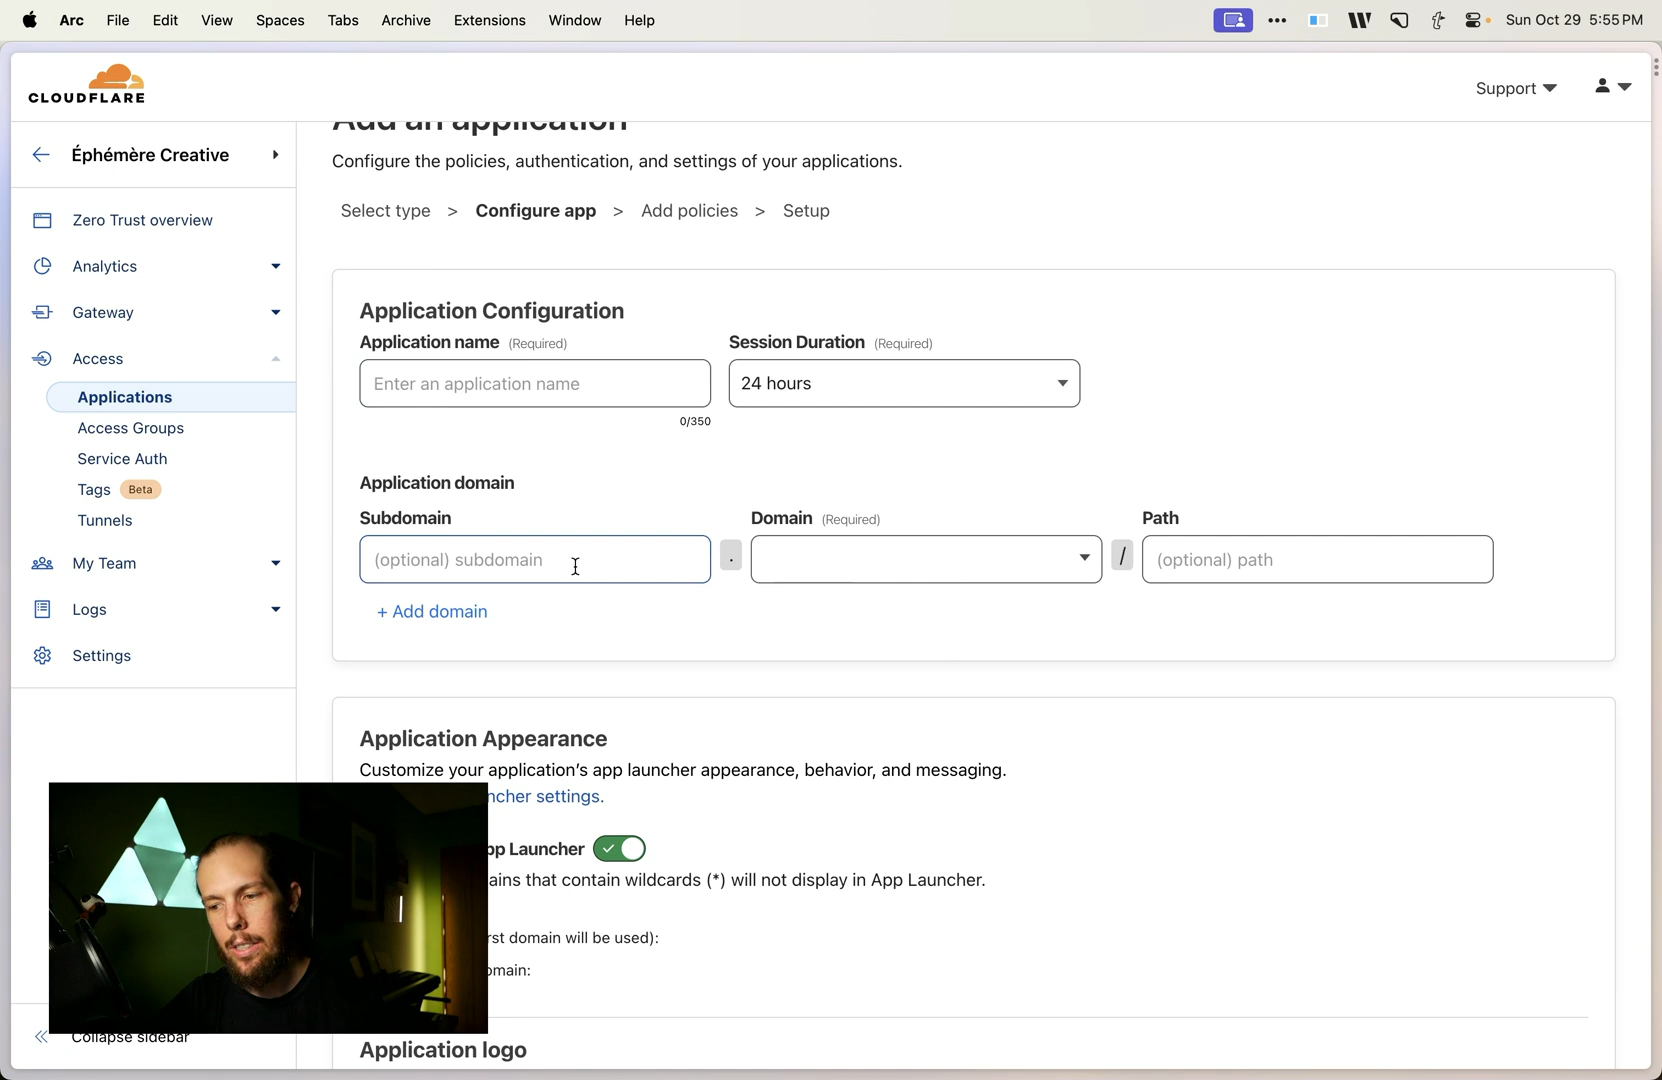 Arc File Edit View Spaces Tabs Archive Extensions Window Help Sun Oct 29 5:55 PM
CLOUDFLARE
Support
Éphémère Creative
Zero Trust overview
Analytics
Gateway
Access
Applications
Access Groups
Service Auth
Tags Beta
Tunnels
My Team
Logs
Settings
Collapse sidebar
Add an application
Configure the policies, authentication, and settings of your applications.
Select type > Configure app > Add policies > Setup
Application Configuration
Application name (Required) Session Duration (Required)
Enter an application name 24 hours
0/350
Application domain
Subdomain Domain (Required) Path
(optional) subdomain . / (optional) path
+ Add domain
Application Appearance
Customize your application's app launcher appearance, behavior, and messaging.
ncher settings.
pp Launcher
ains that contain wildcards (*) will not display in App Launcher.
rst domain will be used):
omain:
Application logo